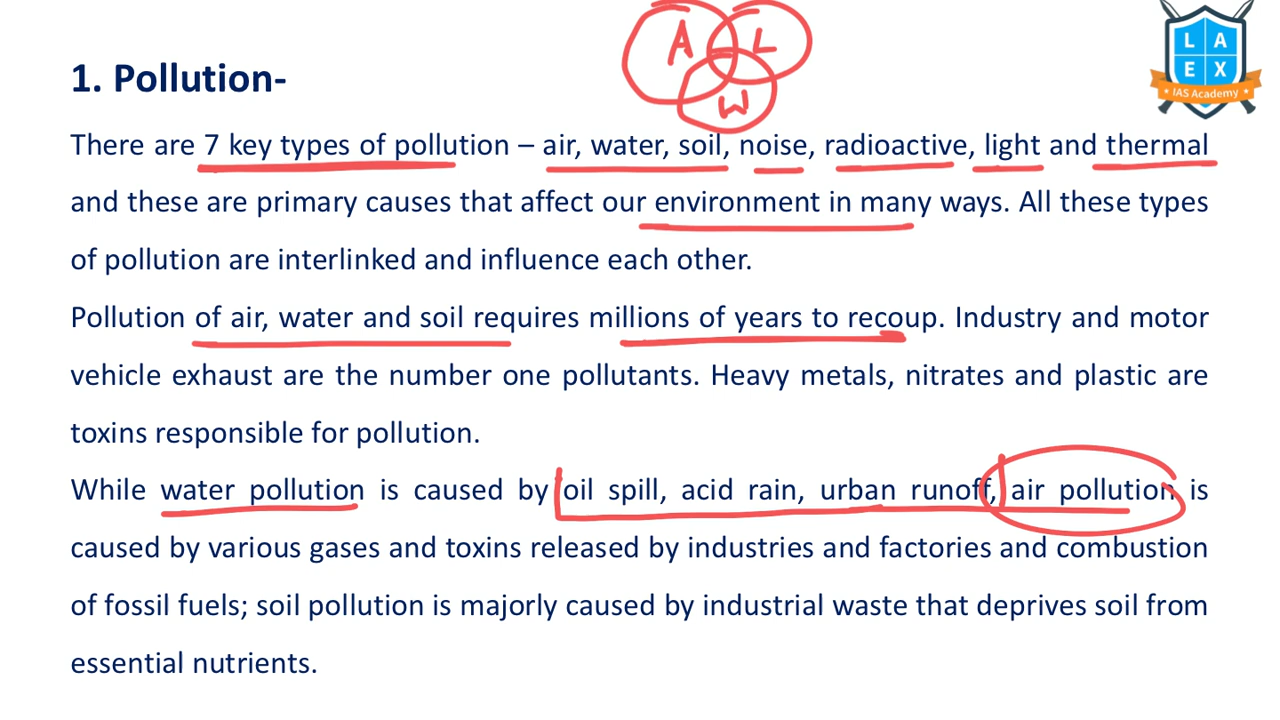 A L
W
L A
E X
IAS Academy
1. Pollution-
There are 7 key types of pollution – air, water, soil, noise, radioactive, light and thermal
and these are primary causes that affect our environment in many ways. All these types
of pollution are interlinked and influence each other.
Pollution of air, water and soil requires millions of years to recoup. Industry and motor
vehicle exhaust are the number one pollutants. Heavy metals, nitrates and plastic are
toxins responsible for pollution.
While water pollution is caused by oil spill, acid rain, urban runoff, air pollution is
caused by various gases and toxins released by industries and factories and combustion
of fossil fuels; soil pollution is majorly caused by industrial waste that deprives soil from
essential nutrients.